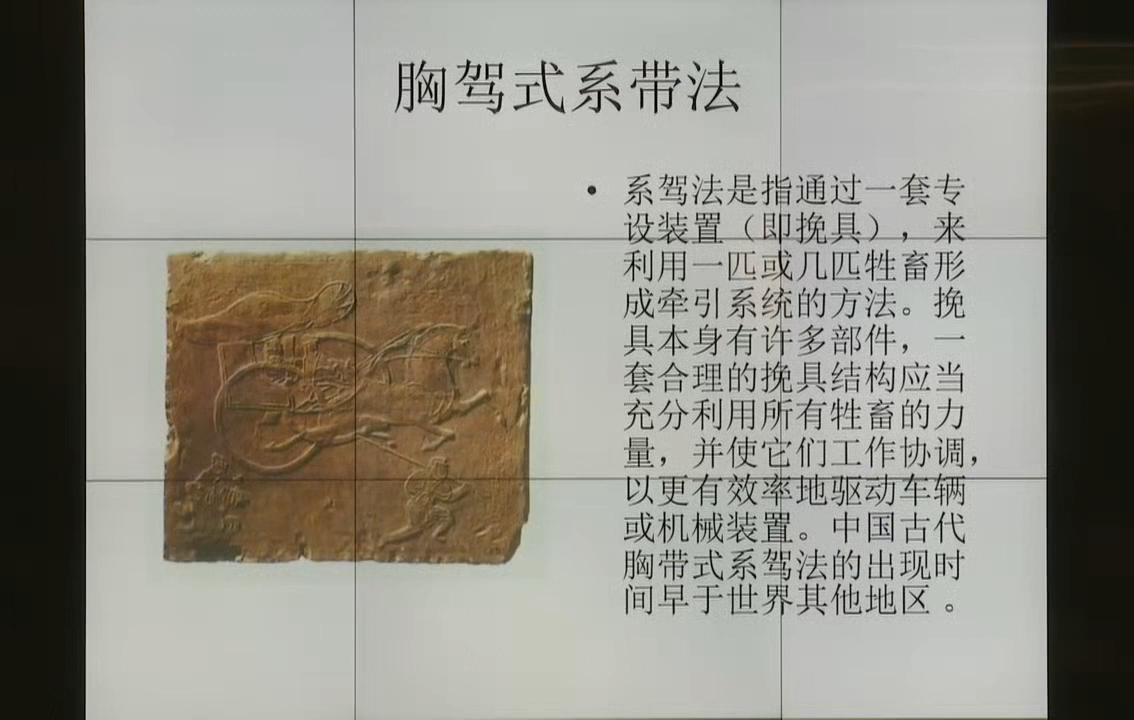 胸驾式系带法
• 系驾法是指通过一套专
设装置（即挽具），来
利用一匹或几匹牲畜形
成牵引系统的方法。挽
具本身有许多部件，一
套合理的挽具结构应当
充分利用所有牲畜的力
量，并使它们工作协调，
以更有效率地驱动车辆
或机械装置。中国古代
胸带式系驾法的出现时
间早于世界其他地区 。